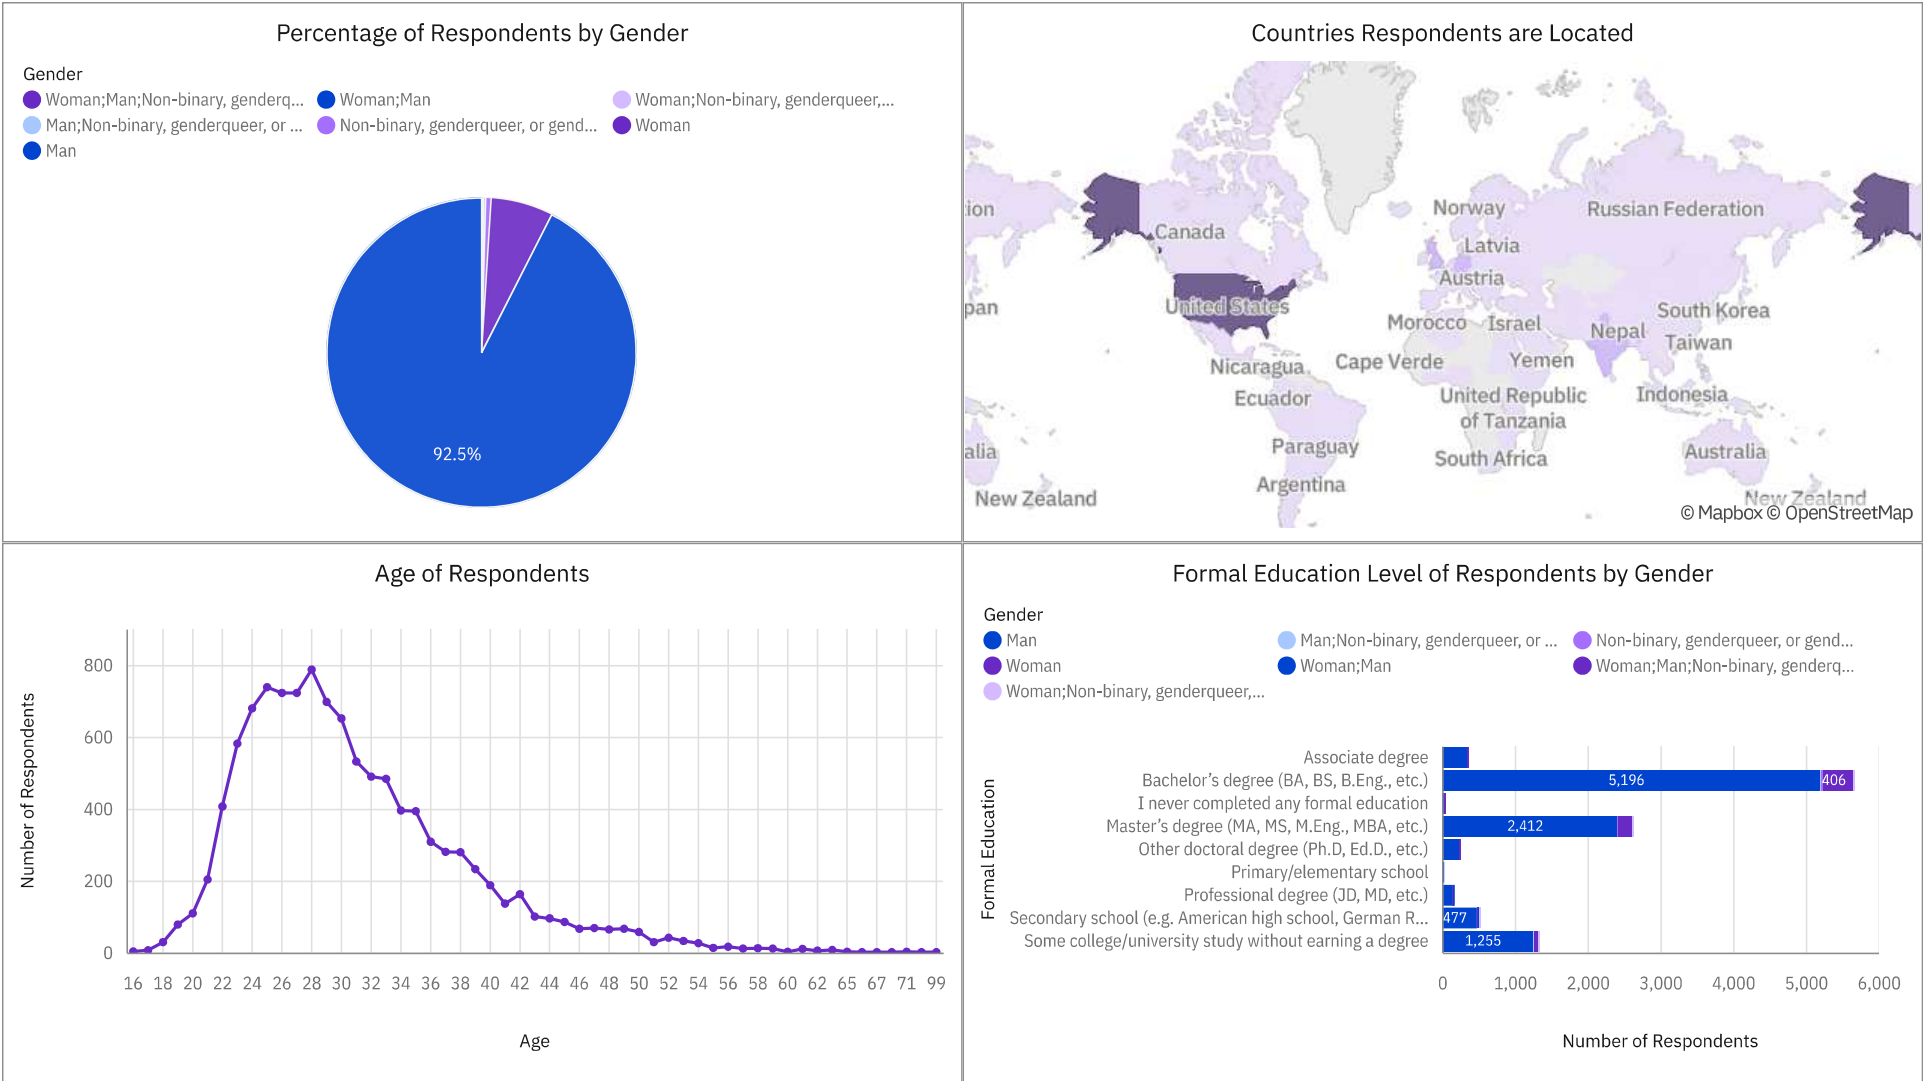 Percentage of Respondents by Gender
Gender
Woman;Man;Non-binary, genderq...
Woman;Man
Woman;Non-binary, genderqueer,...
Man;Non-binary, genderqueer, or ...
Non-binary, genderqueer, or gend...
Woman
Man
92.5%
Countries Respondents are Located
ion
Canada
Norway
Russian Federation
Latvia
Austria
United States
pan
South Korea
Morocco
Israel
Nepal
Taiwan
Nicaragua
Cape Verde
Yemen
Ecuador
United Republic
of Tanzania
Indonesia
Paraguay
South Africa
alia
Australia
Argentina
New Zealand
New Zealand
© Mapbox © OpenStreetMap
Age of Respondents
Number of Respondents
800
600
400
200
0
16 18 20 22 24 26 28 30 32 34 36 38 40 42 44 46 48 50 52 54 56 58 60 62 65 67 71 99
Age
Formal Education Level of Respondents by Gender
Gender
Man
Man;Non-binary, genderqueer, or ...
Non-binary, genderqueer, or gend...
Woman
Woman;Man
Woman;Man;Non-binary, genderq...
Woman;Non-binary, genderqueer,...
Formal Education
Associate degree
Bachelor’s degree (BA, BS, B.Eng., etc.) 5,196 406
I never completed any formal education
Master’s degree (MA, MS, M.Eng., MBA, etc.) 2,412
Other doctoral degree (Ph.D, Ed.D., etc.)
Primary/elementary school
Professional degree (JD, MD, etc.)
Secondary school (e.g. American high school, German R... 477
Some college/university study without earning a degree 1,255
0 1,000 2,000 3,000 4,000 5,000 6,000
Number of Respondents